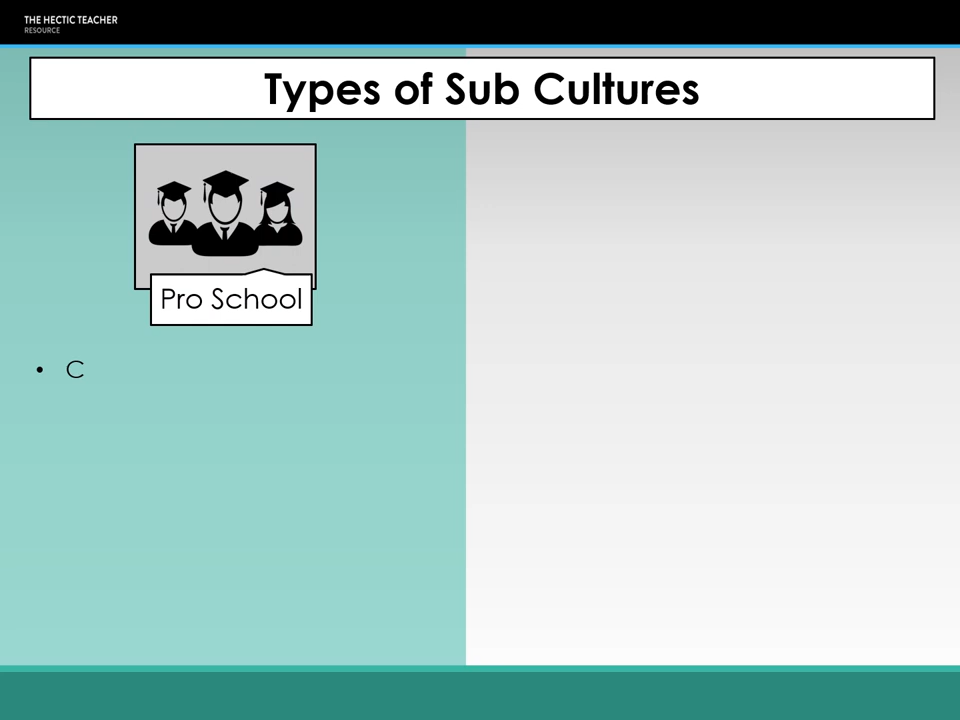 THE HECTIC TEACHER
RESOURCE
Types of Sub Cultures
Pro School
• C